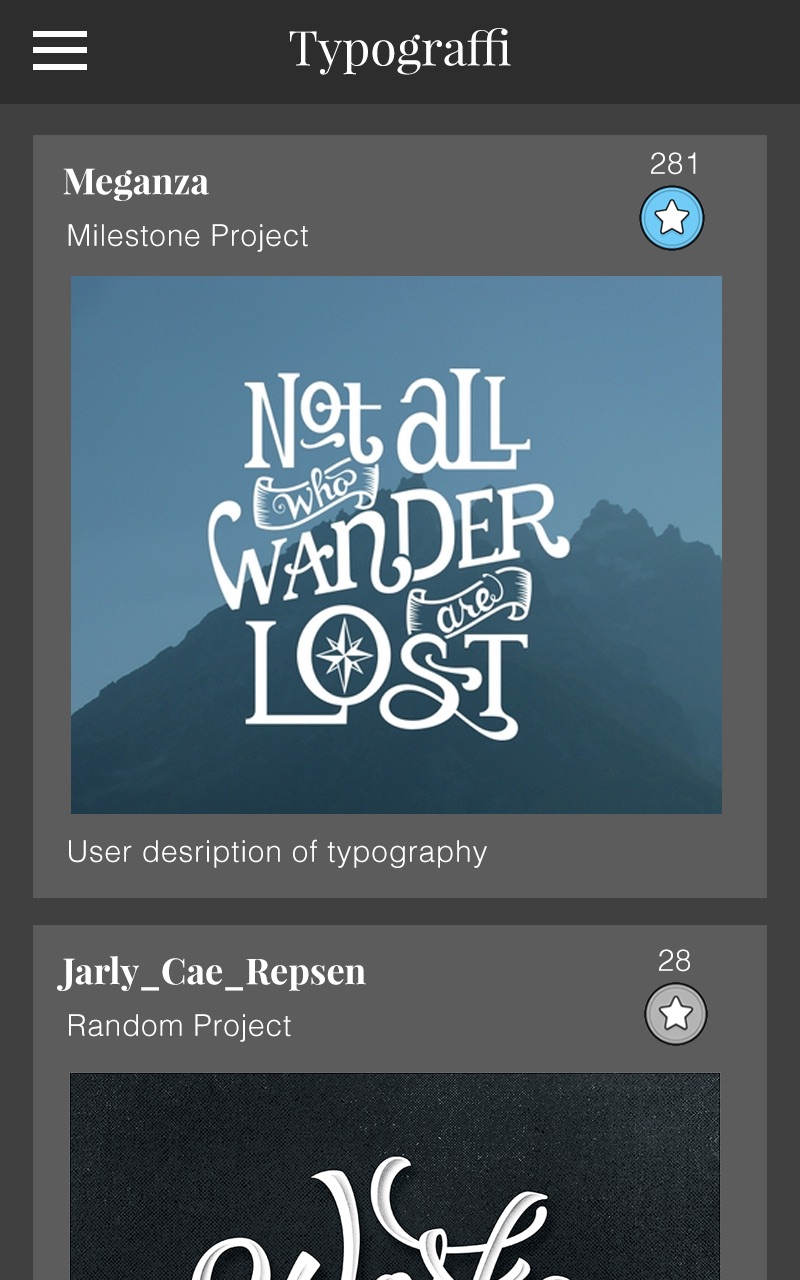 Typograffi
Meganza
281
Milestone Project
Not all
who
WANDER
are
LOST
User desription of typography
Jarly_Cae_Repsen
28
Random Project